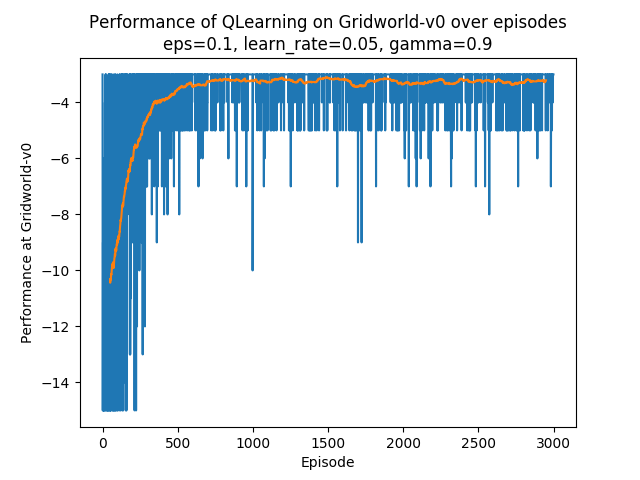 Performance of QLearning on Gridworld-v0 over episodes
eps=0.1, learn_rate=0.05, gamma=0.9
Performance at Gridworld-v0
−4
−6
−8
−10
−12
−14
0 500 1000 1500 2000 2500 3000
Episode